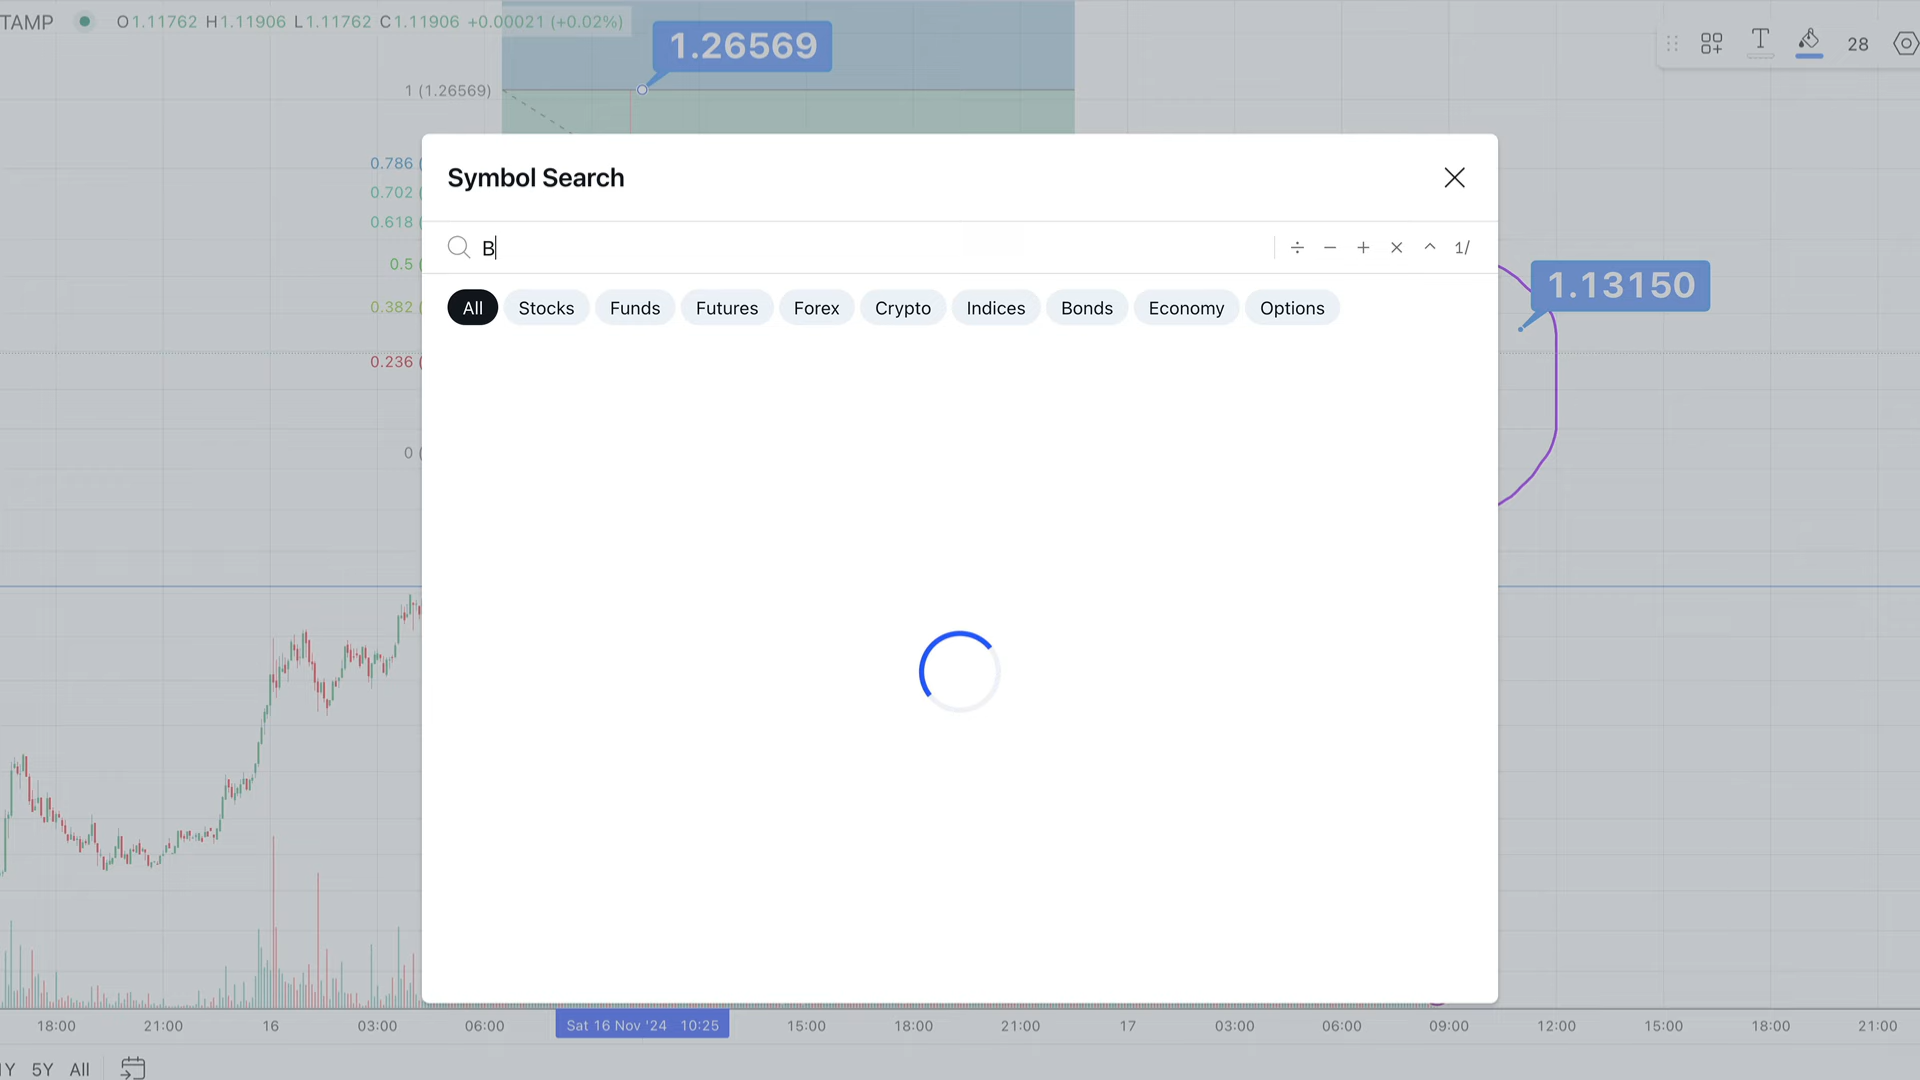 TAMP O1.11762 H1.11906 L1.11762 C1.11906 +0.00021 (+0.02%)
1.26569
28
1 (1.26569)
0.786 (
0.702 (
0.618 (
0.5 (
0.382 (
0.236 (
0 (
Symbol Search
B
÷ − + × ^ 1/
All Stocks Funds Futures Forex Crypto Indices Bonds Economy Options
1.13150
18:00 21:00 16 03:00 06:00 Sat 16 Nov '24 10:25 15:00 18:00 21:00 17 03:00 06:00 09:00 12:00 15:00 18:00 21:00
1Y 5Y All